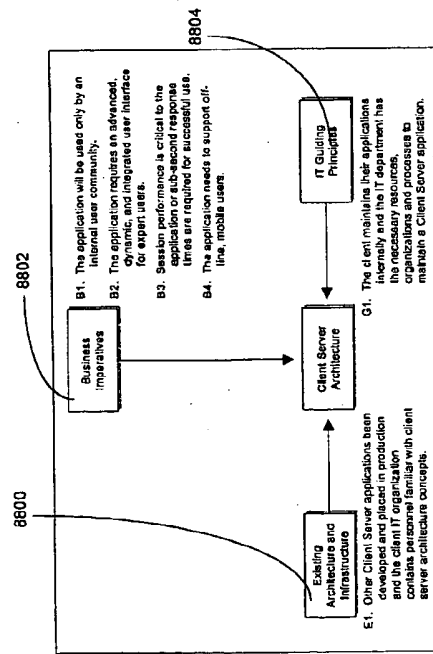 8802
Business
Imperatives
B1. The application will be used only by an
internal user community.
B2. The application requires an advanced,
dynamic, and integrated user interface
for expert users.
B3. Session performance is critical to the
application or sub-second response
times are required for successful use.
B4. The application needs to support off-
line, mobile users.
8800
Existing
Architecture and
Infrastructure
Client Server
Architecture
IT Guiding
Principles
8804
E1. Other Client Server applications been
developed and placed in production
and the client IT organization
contains personnel familiar with client
server architecture concepts.
G1. The client maintains their applications
internally and the IT department has
the necessary resources,
organizations and processes to
maintain a Client Server application.